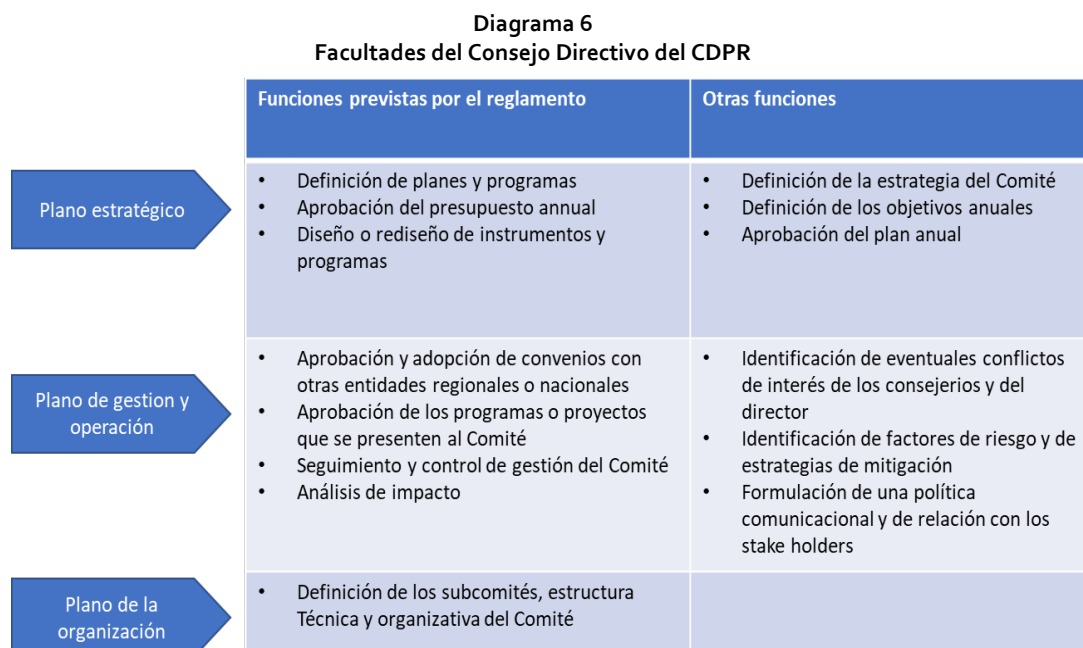 Diagrama 6
Facultades del Consejo Directivo del CDPR
Funciones previstas por el reglamento
Otras funciones
Plano estratégico
• Definición de planes y programas
• Aprobación del presupuesto annual
• Diseño o rediseño de instrumentos y
programas
• Definición de la estrategia del Comité
• Definición de los objetivos anuales
• Aprobación del plan anual
Plano de gestion y
operación
• Aprobación y adopción de convenios con
otras entidades regionales o nacionales
• Aprobación de los programas o proyectos
que se presenten al Comité
• Seguimiento y control de gestión del Comité
• Análisis de impacto
• Identificación de eventuales conflictos
de interés de los consejerios y del
director
• Identificación de factores de riesgo y de
estrategias de mitigación
• Formulación de una política
comunicacional y de relación con los
stake holders
Plano de la
organización
• Definición de los subcomités, estructura
Técnica y organizativa del Comité